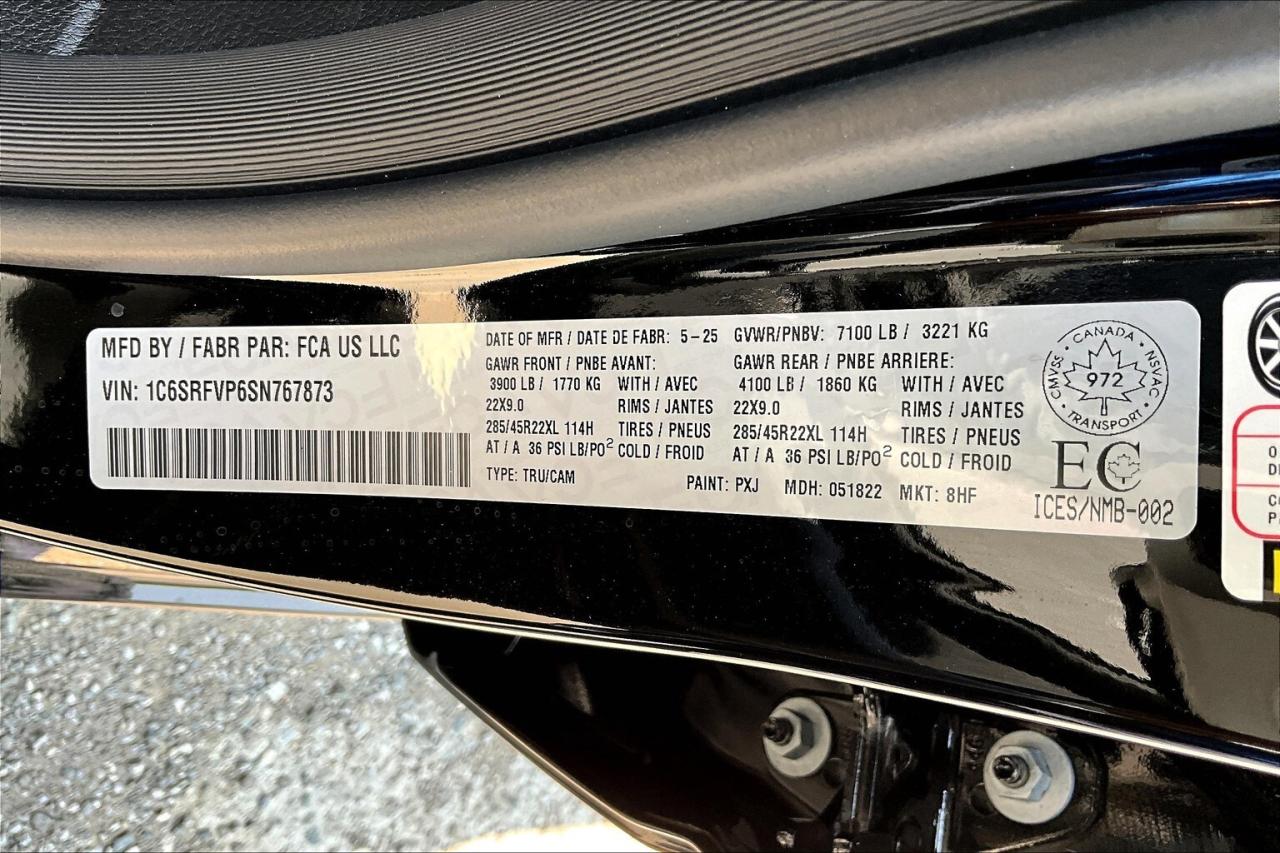 MFD BY / FABR PAR: FCA US LLC
VIN: 1C6SRFVP6SN767873
DATE OF MFR / DATE DE FABR: 5-25 GVWR/PNBV: 7100 LB / 3221 KG
GAWR FRONT / PNBE AVANT: GAWR REAR / PNBE ARRIERE:
3900 LB / 1770 KG WITH / AVEC 4100 LB / 1860 KG WITH / AVEC
22X9.0 RIMS / JANTES 22X9.0 RIMS / JANTES
285/45R22XL 114H TIRES / PNEUS 285/45R22XL 114H TIRES / PNEUS
AT / A 36 PSI LB/PO² COLD / FROID AT / A 36 PSI LB/PO² COLD / FROID
TYPE: TRU/CAM PAINT: PXJ MDH: 051822 MKT: 8HF
CANADA
CMVSS 972 NSVAC
TRANSPORT
EC
ICES/NMB-002